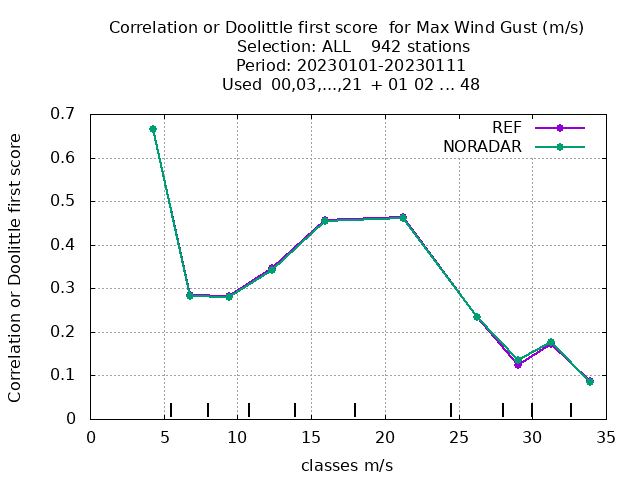 Correlation or Doolittle first score  for Max Wind Gust (m/s)
Selection: ALL    942 stations
Period: 20230101-20230111
Used  00,03,...,21  + 01 02 ... 48
REF
NORADAR
Correlation or Doolittle first score
0.7
0.6
0.5
0.4
0.3
0.2
0.1
0
0 5 10 15 20 25 30 35
classes m/s